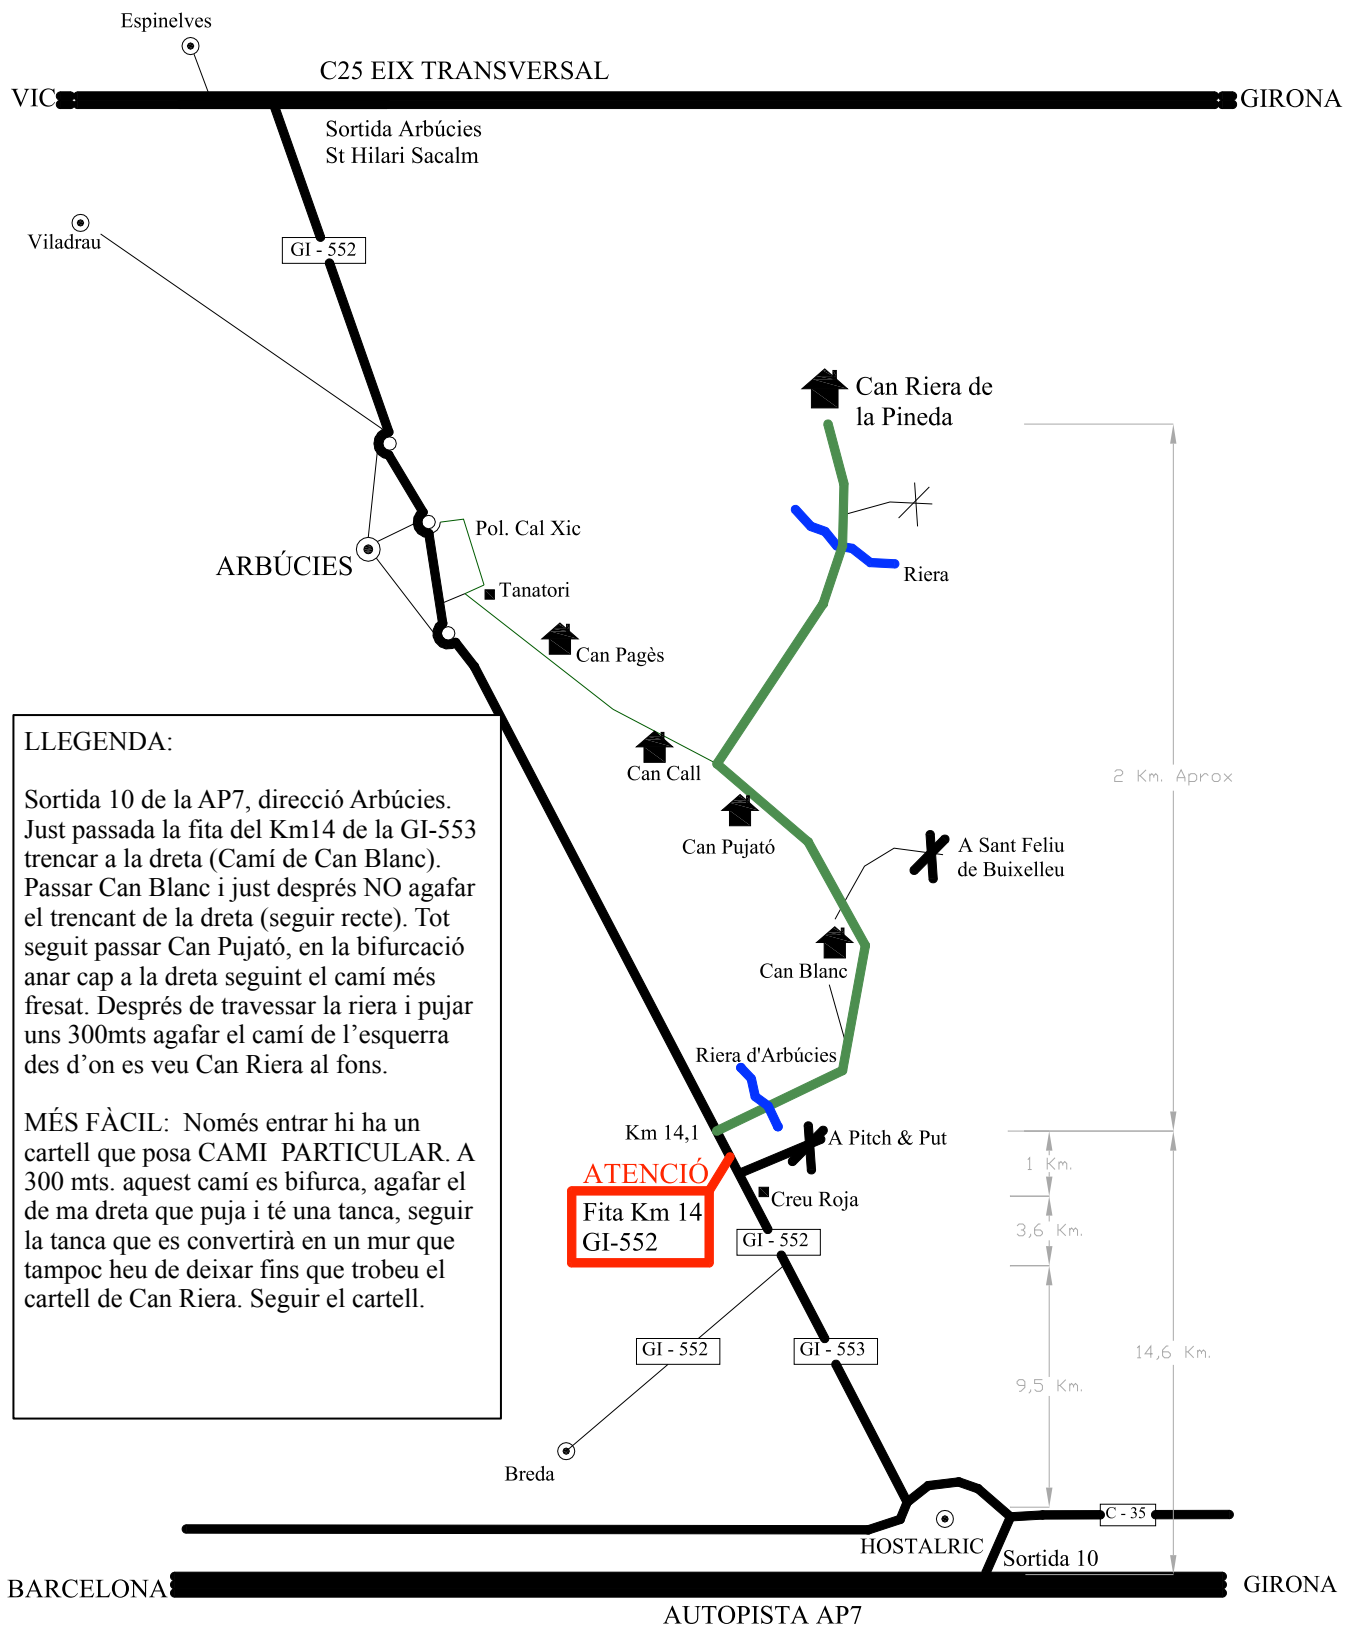 Espinelves
C25 EIX TRANSVERSAL
VIC
GIRONA
Sortida Arbúcies
St Hilari Sacalm
Viladrau
GI - 552
Can Riera de
la Pineda
Pol. Cal Xic
ARBÚCIES
Riera
Tanatori
Can Pagès
LLEGENDA:
Sortida 10 de la AP7, direcció Arbúcies.
Just passada la fita del Km14 de la GI-553
trencar a la dreta (Camí de Can Blanc).
Passar Can Blanc i just després NO agafar
el trencant de la dreta (seguir recte). Tot
seguit passar Can Pujató, en la bifurcació
anar cap a la dreta seguint el camí més
fresat. Després de travessar la riera i pujar
uns 300mts agafar el camí de l’esquerra
des d’on es veu Can Riera al fons.
MÉS FÀCIL:  Només entrar hi ha un
cartell que posa CAMI  PARTICULAR. A
300 mts. aquest camí es bifurca, agafar el
de ma dreta que puja i té una tanca, seguir
la tanca que es convertirà en un mur que
tampoc heu de deixar fins que trobeu el
cartell de Can Riera. Seguir el cartell.
Can Call
2 Km. Aprox
Can Pujató
A Sant Feliu
de Buixelleu
Can Blanc
Riera d'Arbúcies
Km 14,1
A Pitch & Put
ATENCIÓ
Fita Km 14
GI-552
Creu Roja
1 Km.
3,6 Km.
GI - 552
GI - 552
GI - 553
14,6 Km.
9,5 Km.
Breda
C - 35
HOSTALRIC
Sortida 10
BARCELONA
GIRONA
AUTOPISTA AP7